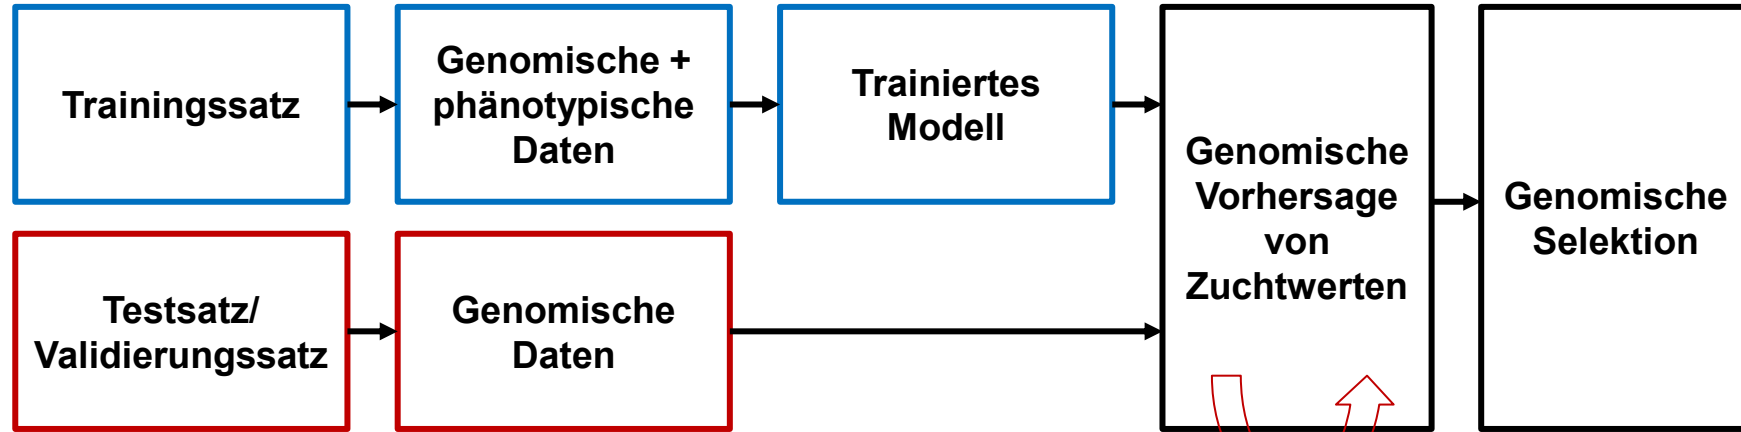 Trainingssatz
Genomische +
phänotypische
Daten
Trainiertes
Modell
Genomische
Vorhersage
von
Zuchtwerten
Genomische
Selektion
Testsatz/
Validierungssatz
Genomische
Daten